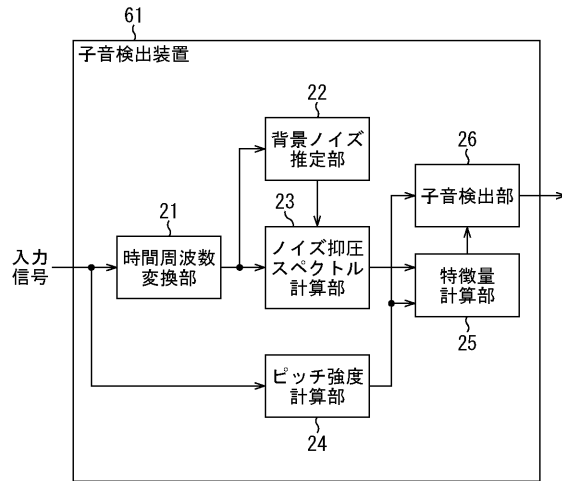 61
子音検出装置
22
背景ノイズ
推定部
26
子音検出部
23
ノイズ抑圧
スペクトル
計算部
21
時間周波数
変換部
入力
信号
特徴量
計算部
25
ピッチ強度
計算部
24